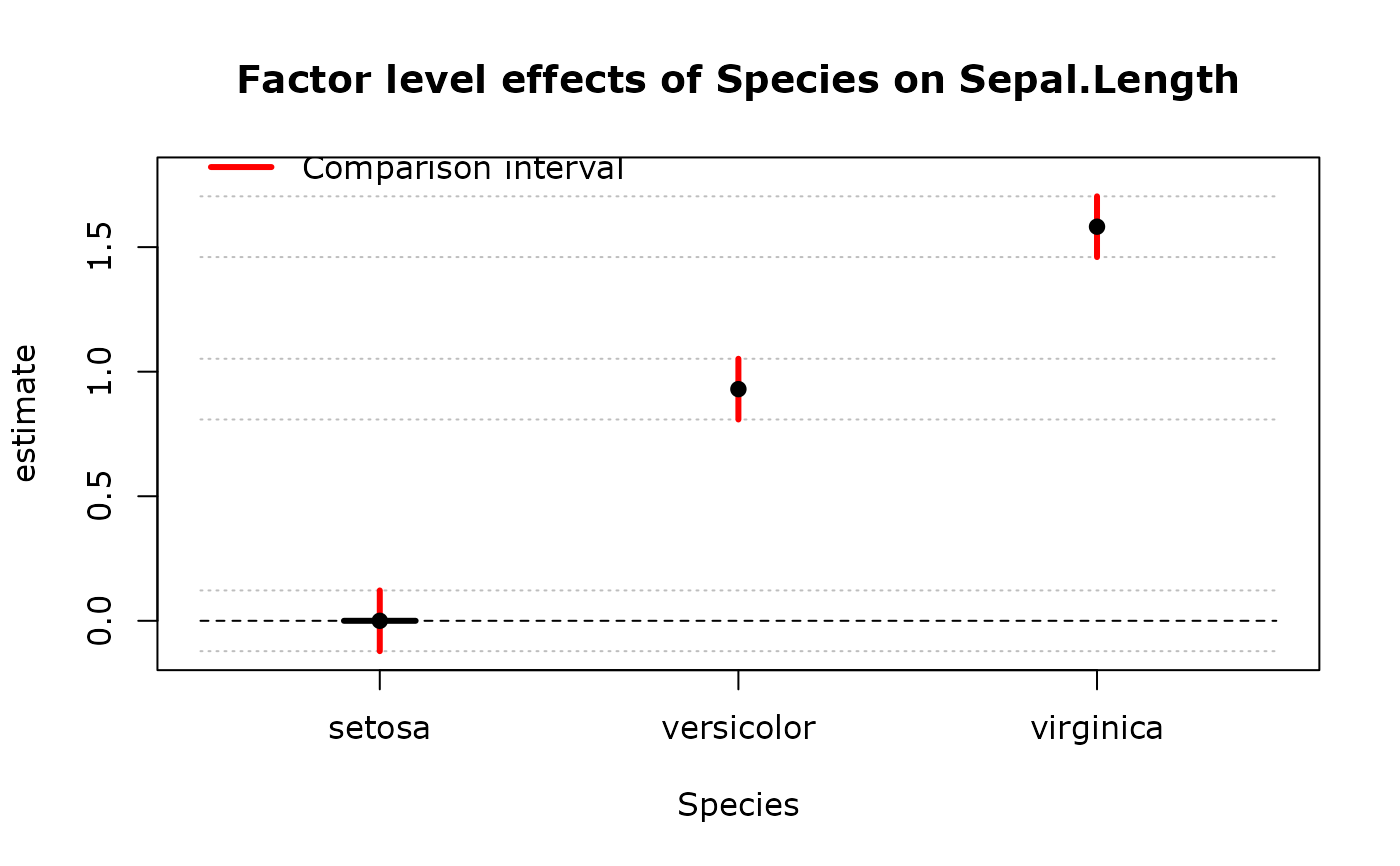 Factor level effects of Species on Sepal.Length
Comparison interval
estimate
1.5
1.0
0.5
0.0
setosa versicolor virginica
Species